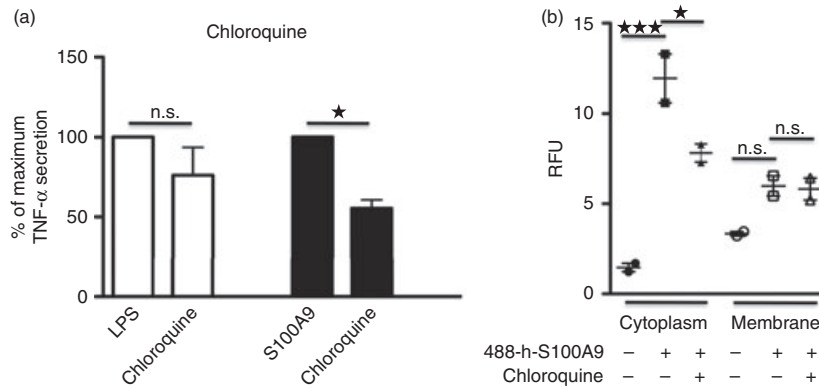 (a)
Chloroquine
% of maximum
TNF-α secretion
150
100
50
0
n.s.
★
LPS
Chloroquine
S100A9
Chloroquine
(b)
RFU
15
10
5
0
★★★
★
n.s.
n.s.
Cytoplasm Membrane
488-h-S100A9 – + + – + +
Chloroquine – – + – – +